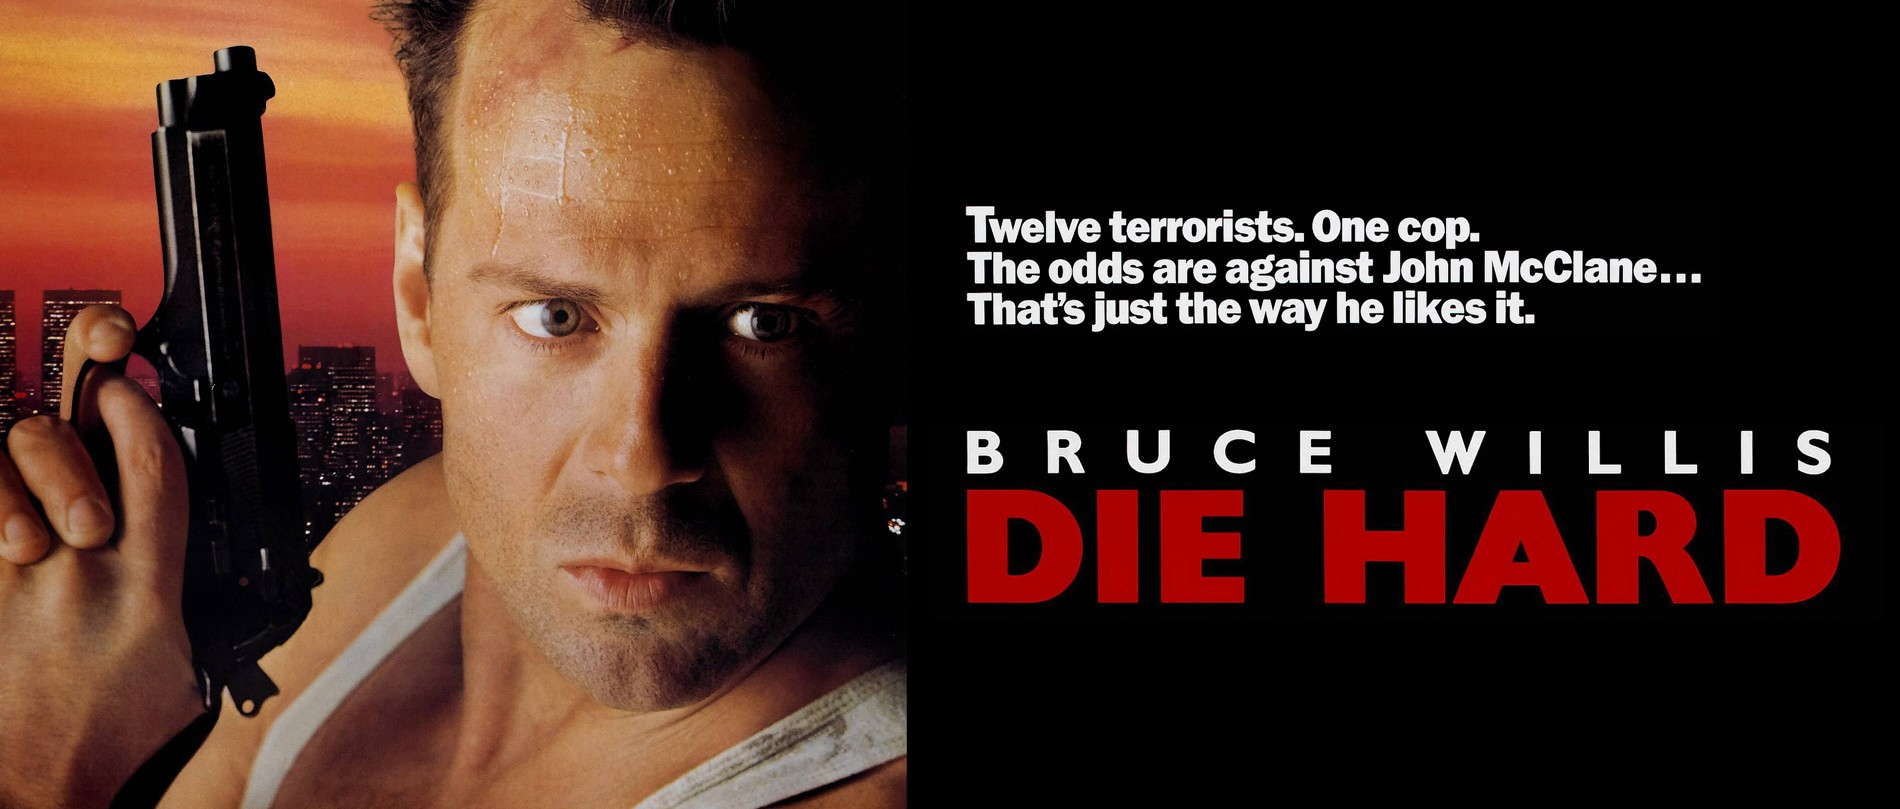 Twelve terrorists. One cop.
The odds are against John McClane...
That's just the way he likes it.
BRUCE WILLIS
DIE HARD